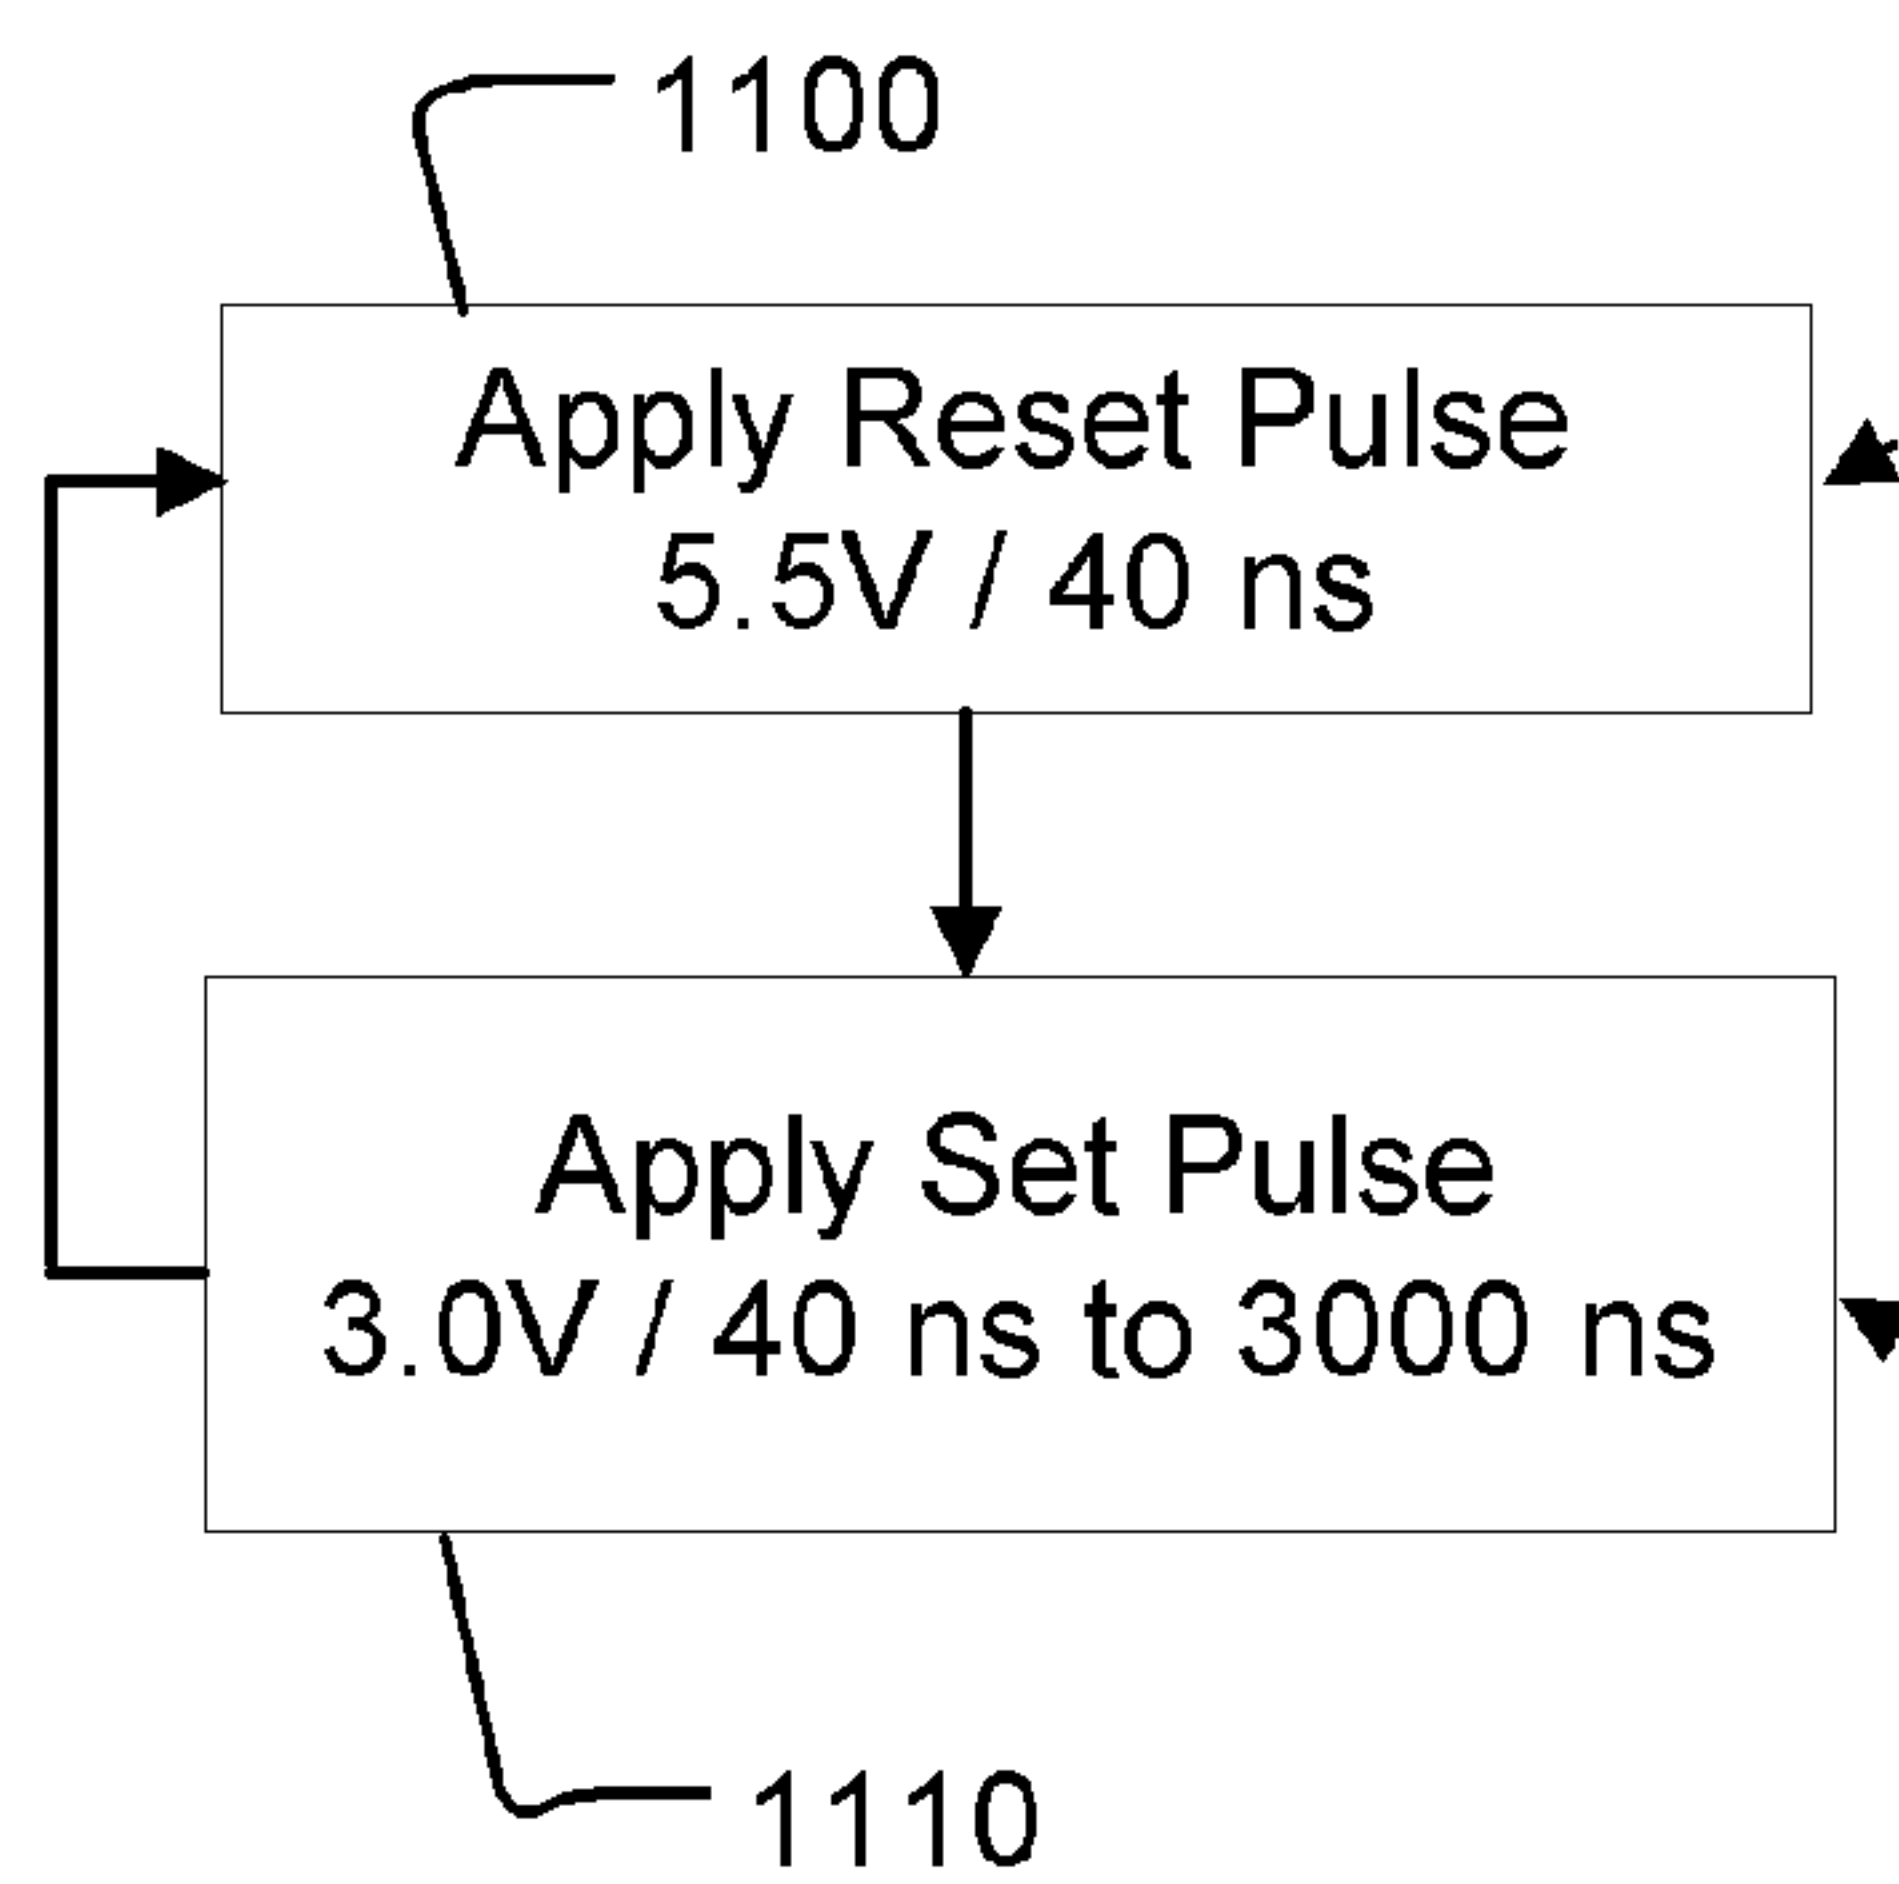 1100
Apply Reset Pulse
5.5V / 40 ns
Apply Set Pulse
3.0V / 40 ns to 3000 ns
1110